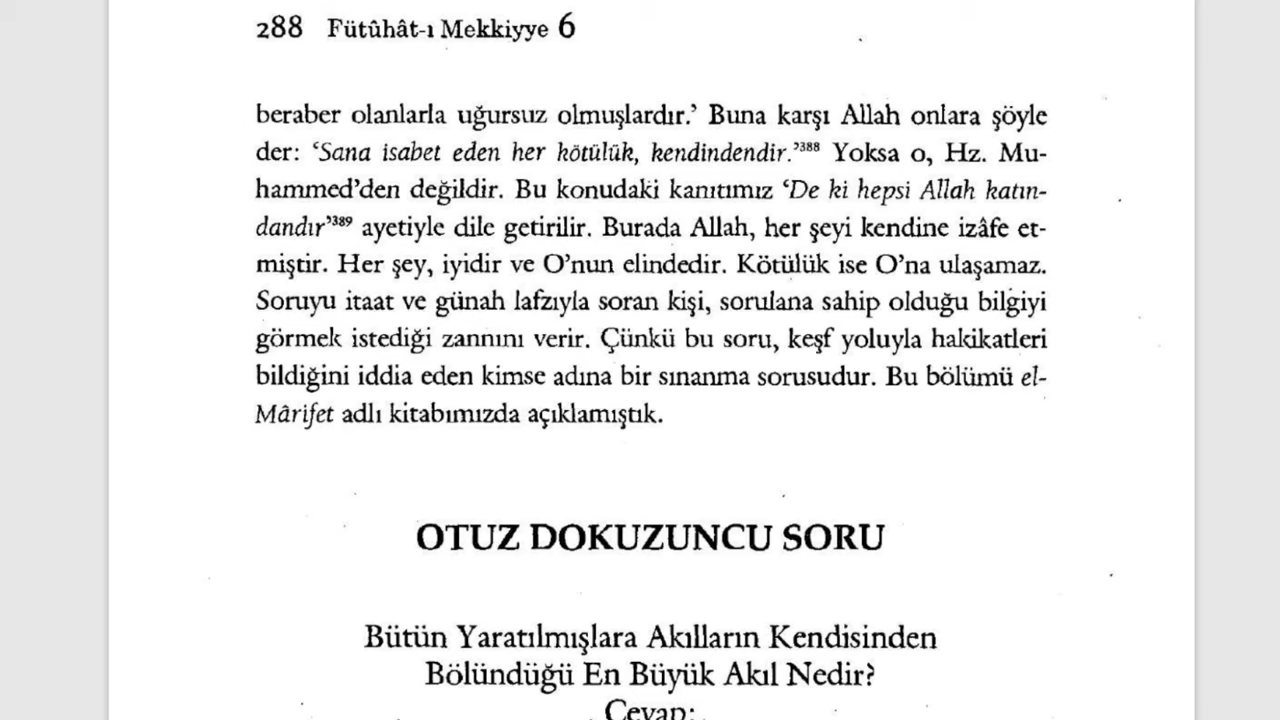 288 Fütûhât-ı Mekkiyye 6
beraber olanlarla uğursuz olmuşlardır.’ Buna karşı Allah onlara şöyle
der: ‘Sana isabet eden her kötülük, kendindendir.’³⁸⁸ Yoksa o, Hz. Mu-
hammed’den değildir. Bu konudaki kanıtımız ‘De ki hepsi Allah katın-
dandır’³⁸⁹ ayetiyle dile getirilir. Burada Allah, her şeyi kendine izâfe et-
miştir. Her şey, iyidir ve O’nun elindedir. Kötülük ise O’na ulaşamaz.
Soruyu itaat ve günah lafzıyla soran kişi, sorulana sahip olduğu bilgiyi
görmek istediği zannını verir. Çünkü bu soru, keşf yoluyla hakikatleri
bildiğini iddia eden kimse adına bir sınanma sorusudur. Bu bölümü el-
Mârifet adlı kitabımızda açıklamıştık.
OTUZ DOKUZUNCU SORU
Bütün Yaratılmışlara Akılların Kendisinden
Bölündüğü En Büyük Akıl Nedir?
Cevap: